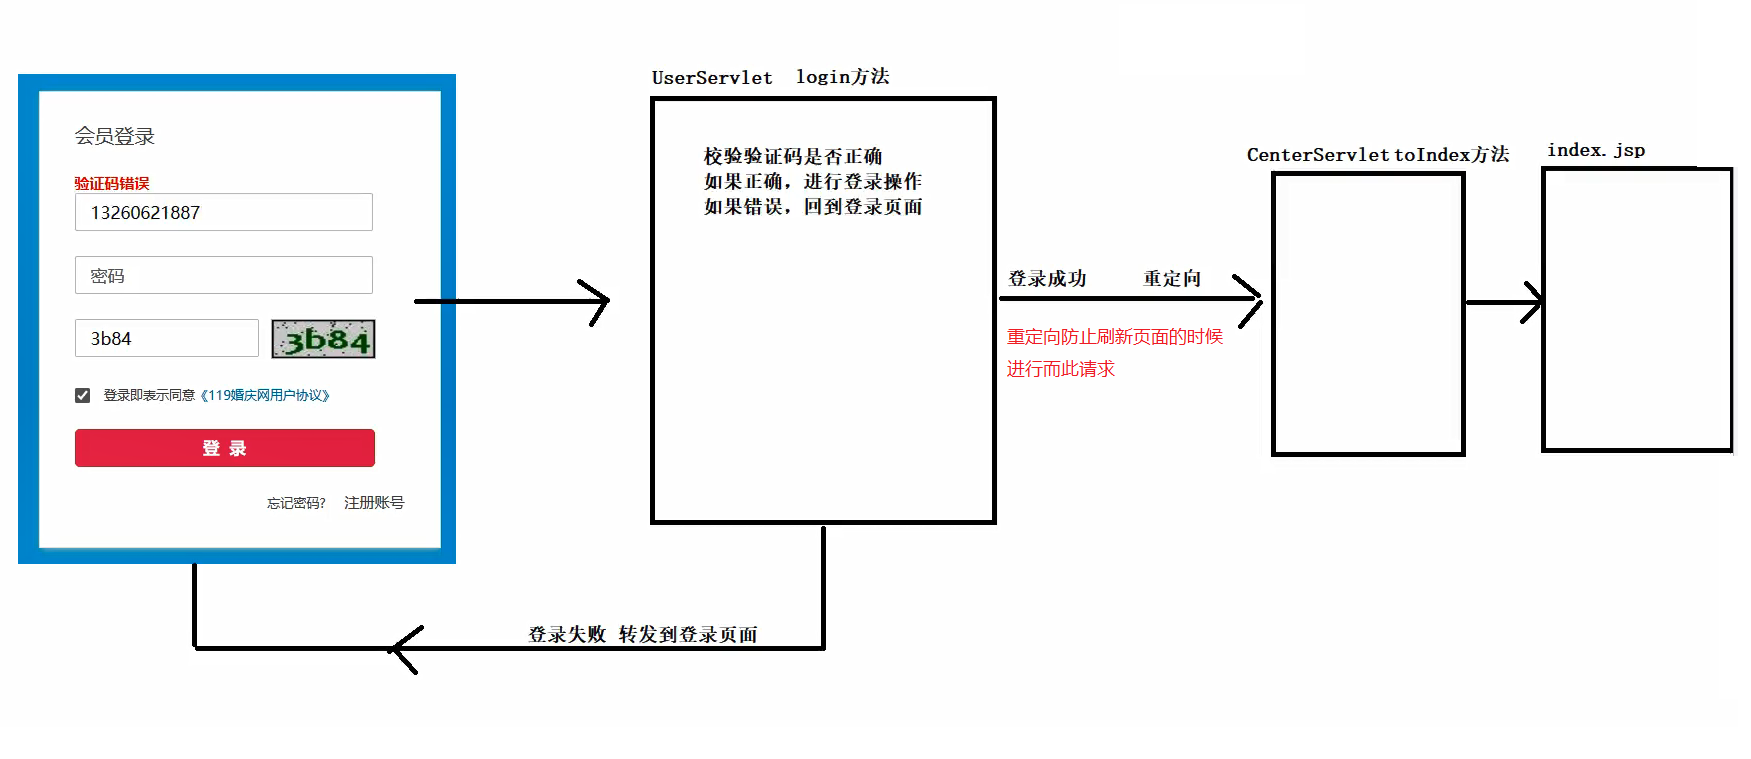 会员登录
验证码错误
13260621887
密码
3b84
3b84
登录即表示同意《119婚庆网用户协议》
登 录
忘记密码? 注册账号
UserServlet login方法
校验验证码是否正确
如果正确，进行登录操作
如果错误，回到登录页面
登录成功 重定向
重定向防止刷新页面的时候
进行而此请求
CenterServlet toIndex方法
index.jsp
登录失败 转发到登录页面